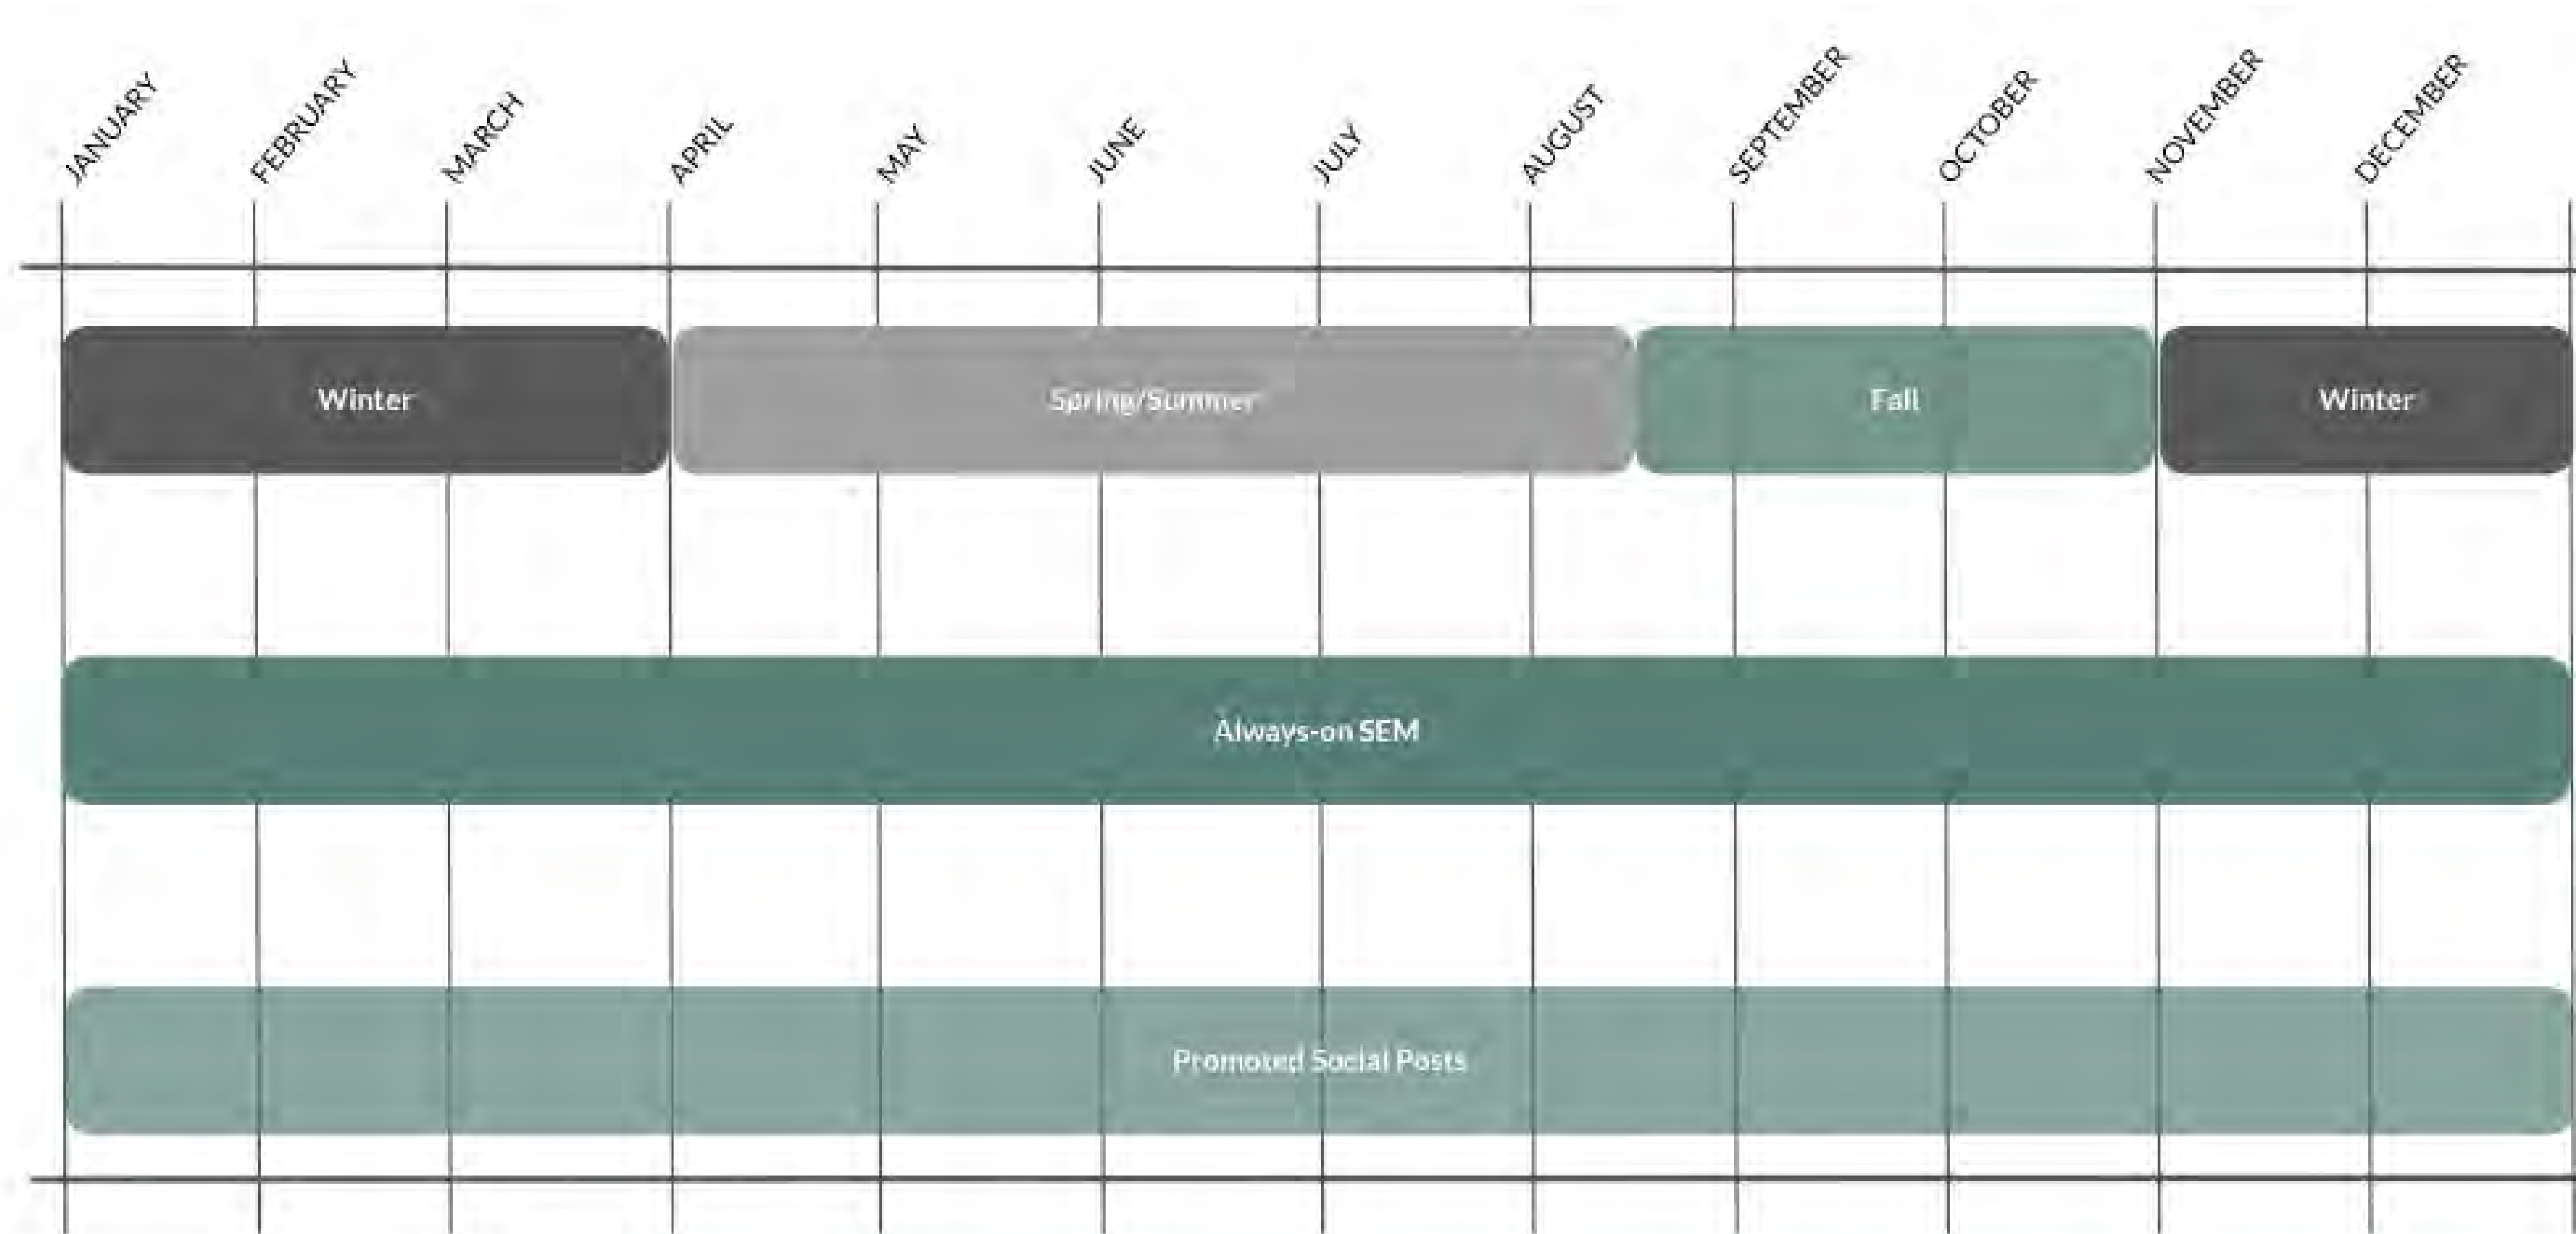 JANUARY
FEBRUARY
MARCH
APRIL
MAY
JUNE
JULY
AUGUST
SEPTEMBER
OCTOBER
NOVEMBER
DECEMBER
Winter
Spring/Summer
Fall
Winter
Always-on SEM
Promoted Social Posts